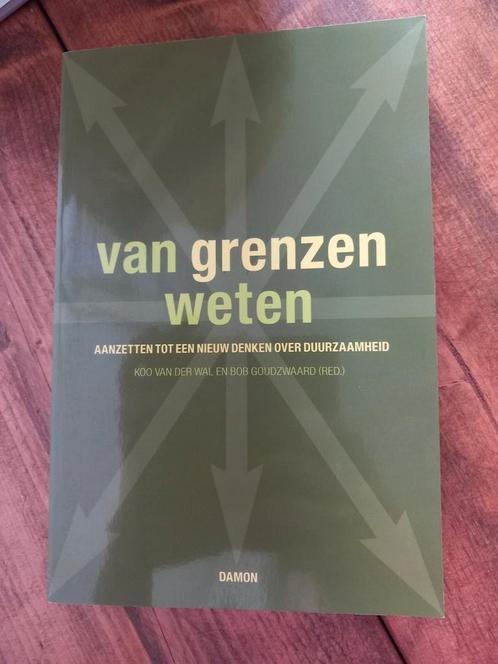 van grenzen
weten
AANZETTEN TOT EEN NIEUW DENKEN OVER DUURZAAMHEID
KOO VAN DER WAL EN BOB GOUDZWAARD (RED.)
DAMON